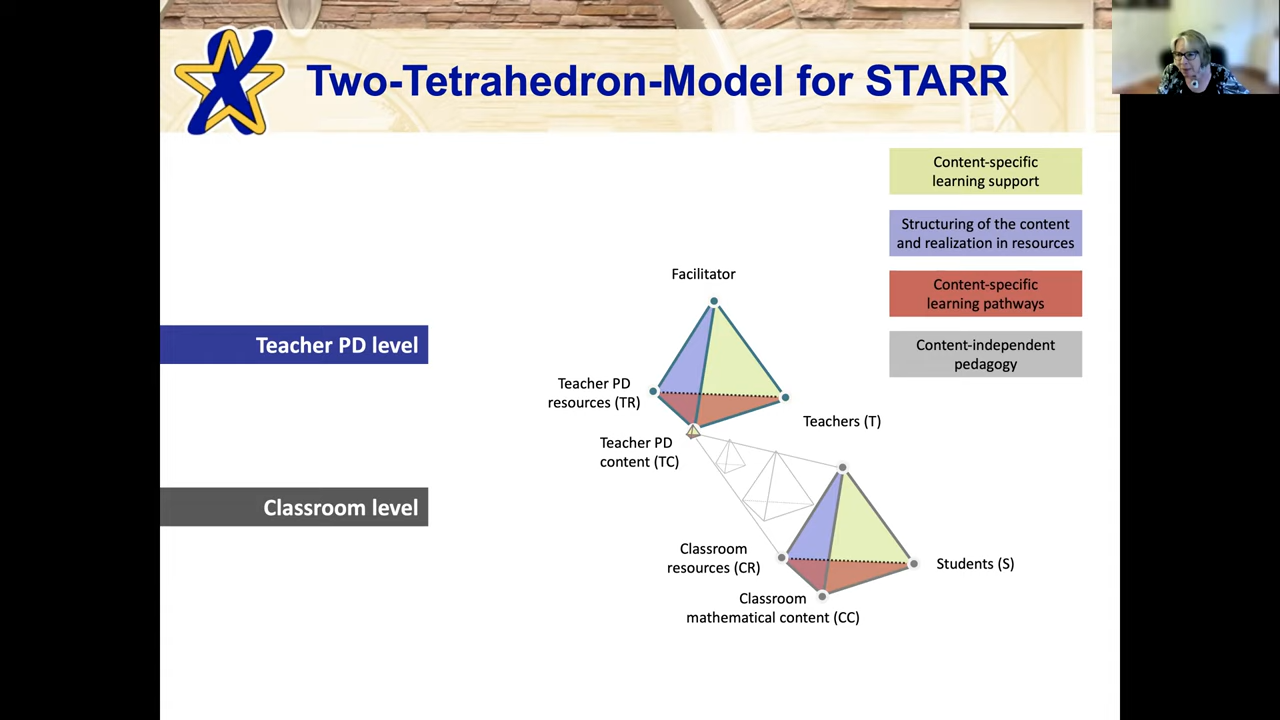 Two-Tetrahedron-Model for STARR
Content-specific
learning support
Structuring of the content
and realization in resources
Content-specific
learning pathways
Content-independent
pedagogy
Facilitator
Teacher PD level
Teacher PD
resources (TR)
Teachers (T)
Teacher PD
content (TC)
Classroom level
Classroom
resources (CR)
Students (S)
Classroom
mathematical content (CC)